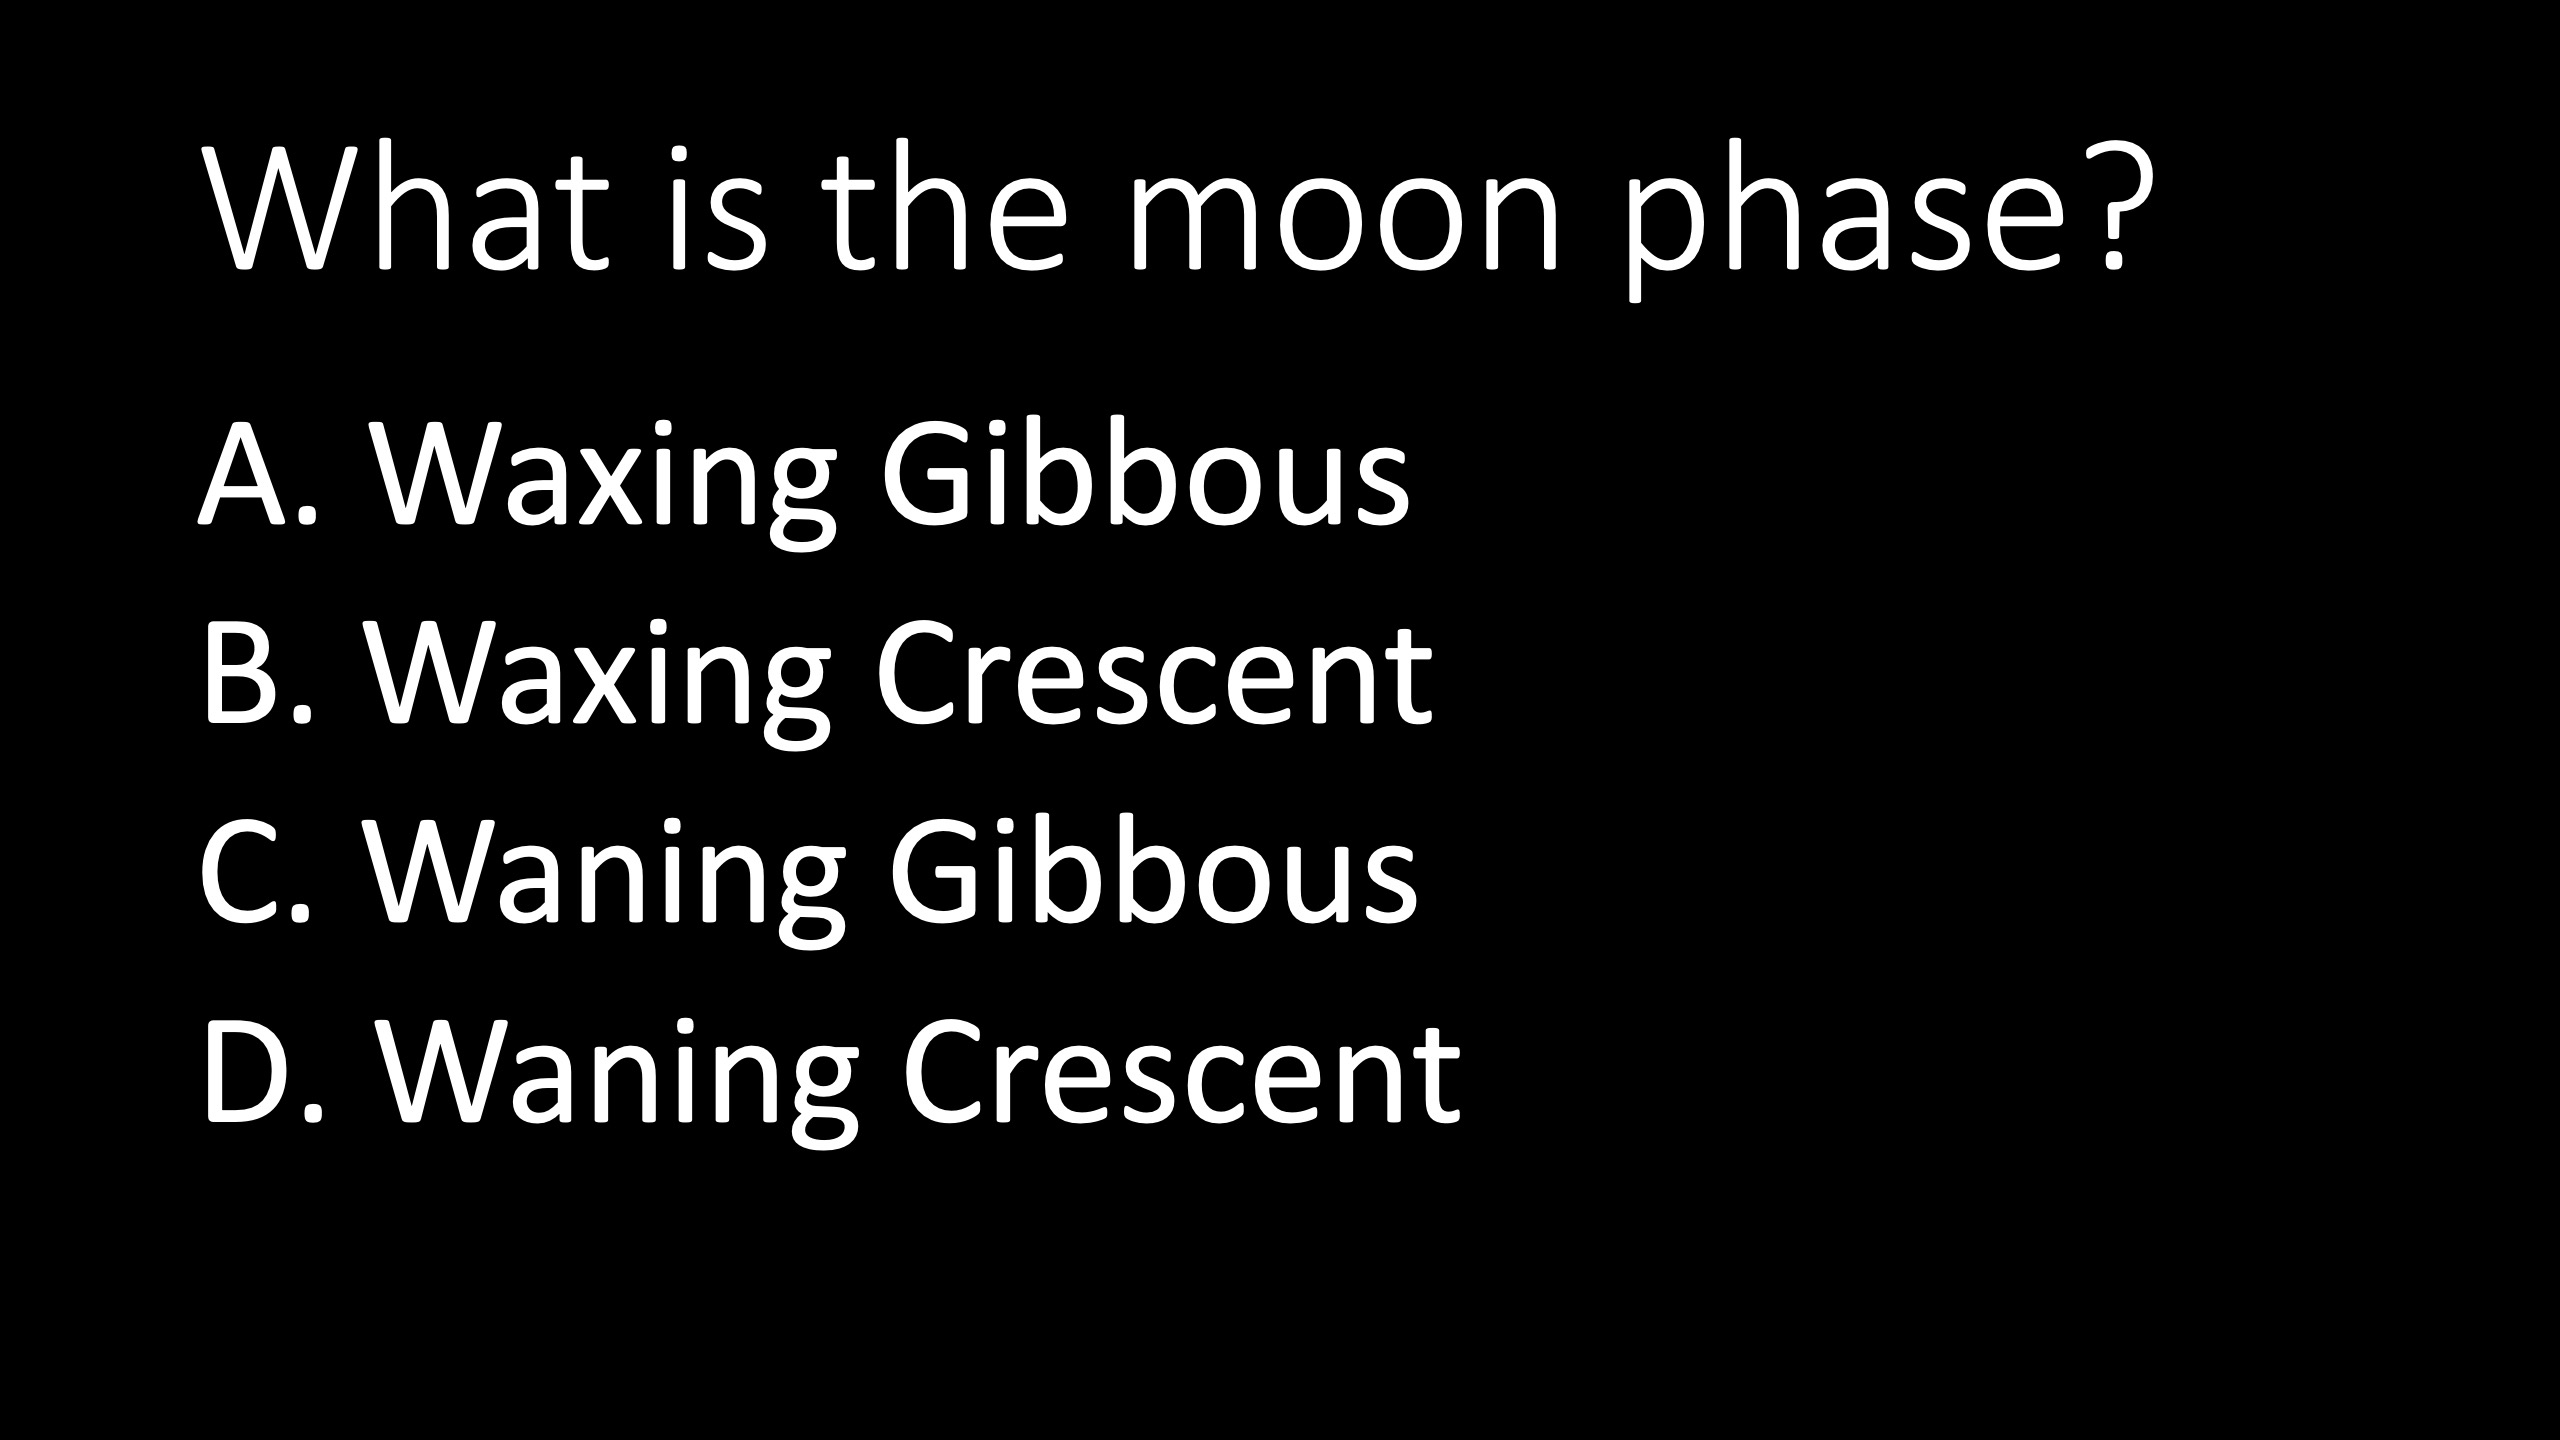 What is the moon phase?
A. Waxing Gibbous
B. Waxing Crescent
C. Waning Gibbous
D. Waning Crescent